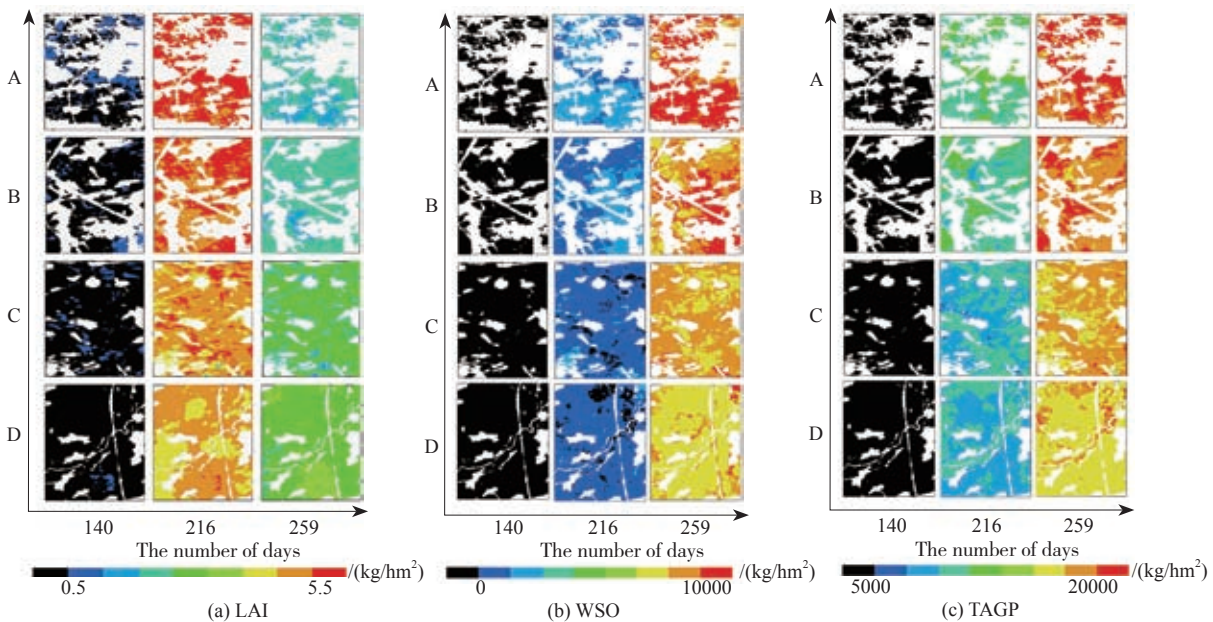 A
B
C
D
140 216 259
The number of days
0.5 5.5 /(kg/hm²)
(a) LAI
A
B
C
D
140 216 259
The number of days
0 10000 /(kg/hm²)
(b) WSO
A
B
C
D
140 216 259
The number of days
5000 20000 /(kg/hm²)
(c) TAGP